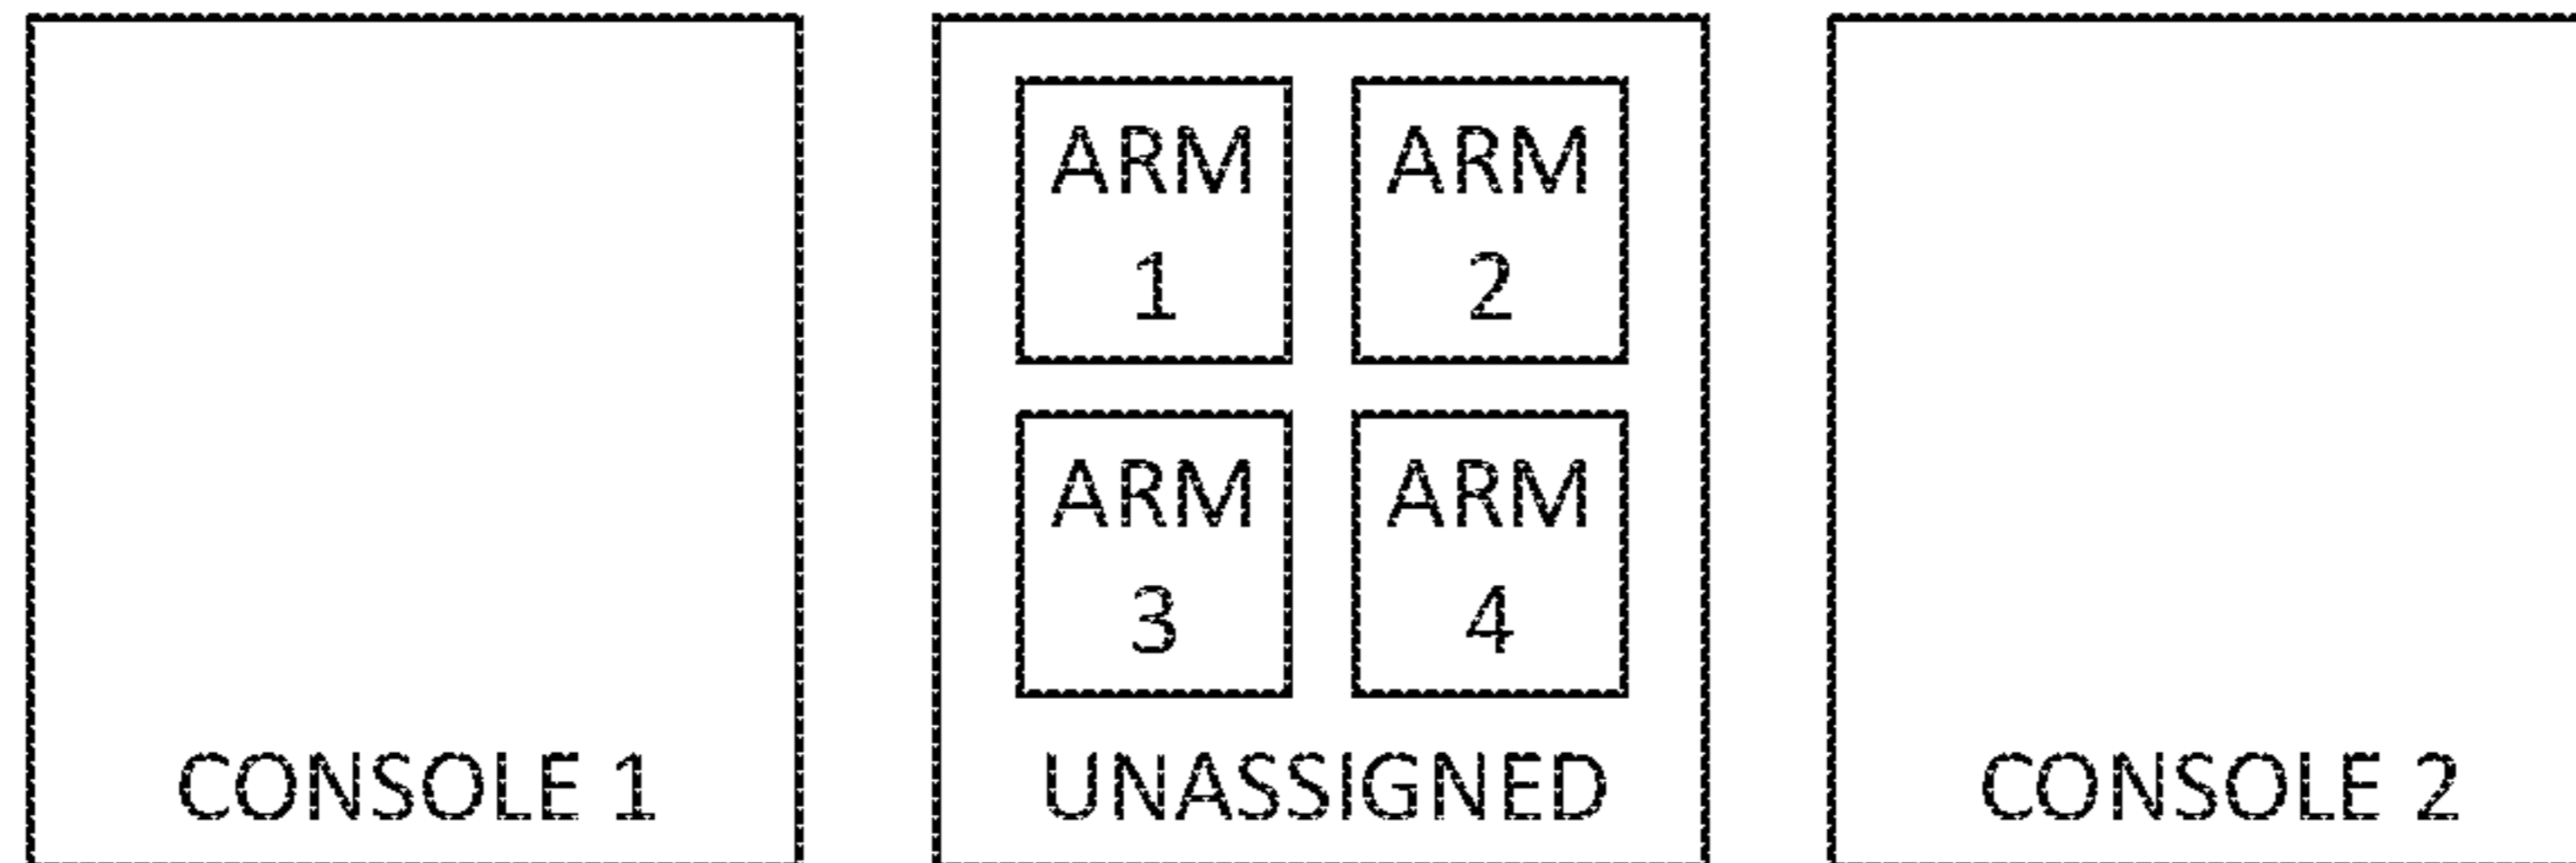 ARM
1
ARM
2
ARM
3
ARM
4
CONSOLE 1
UNASSIGNED
CONSOLE 2